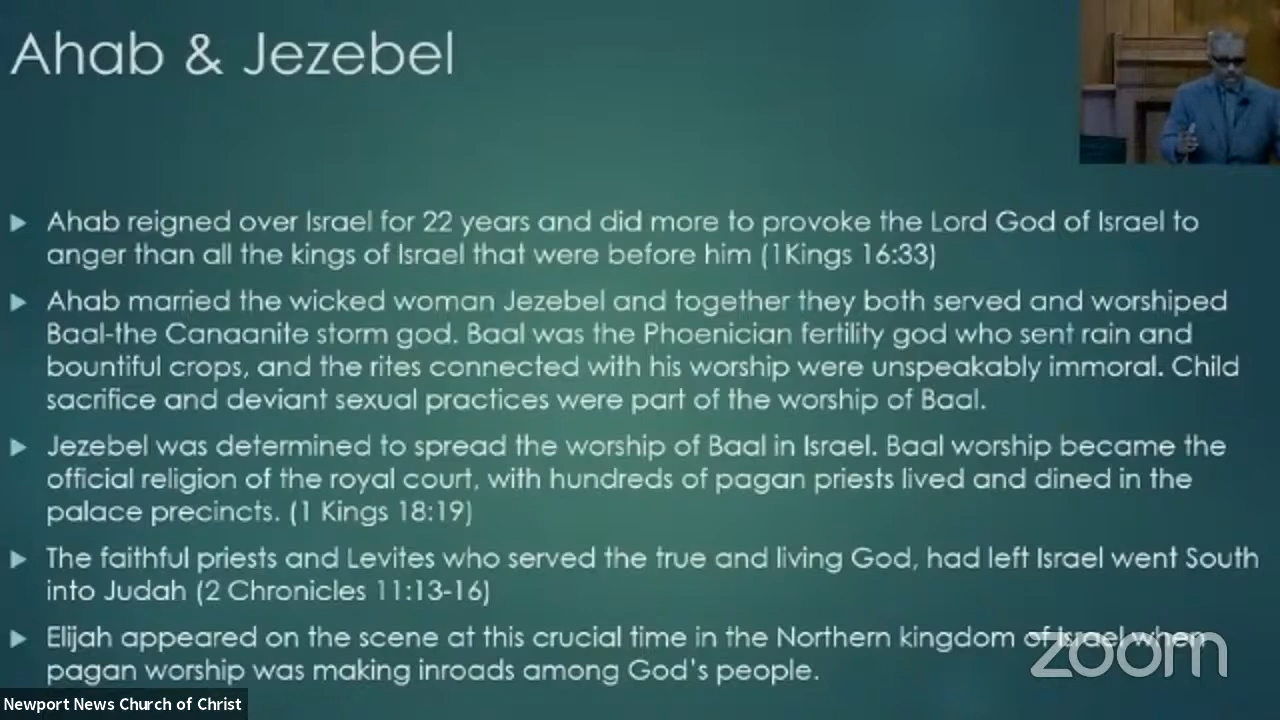 Ahab & Jezebel
Ahab reigned over Israel for 22 years and did more to provoke the Lord God of Israel to
anger than all the kings of Israel that were before him (1Kings 16:33)
Ahab married the wicked woman Jezebel and together they both served and worshiped
Baal-the Canaanite storm god. Baal was the Phoenician fertility god who sent rain and
bountiful crops, and the rites connected with his worship were unspeakably immoral. Child
sacrifice and deviant sexual practices were part of the worship of Baal.
Jezebel was determined to spread the worship of Baal in Israel. Baal worship became the
official religion of the royal court, with hundreds of pagan priests lived and dined in the
palace precincts. (1 Kings 18:19)
The faithful priests and Levites who served the true and living God, had left Israel went South
into Judah (2 Chronicles 11:13-16)
Elijah appeared on the scene at this crucial time in the Northern kingdom of Israel when
pagan worship was making inroads among God's people.
zoom
Newport News Church of Christ